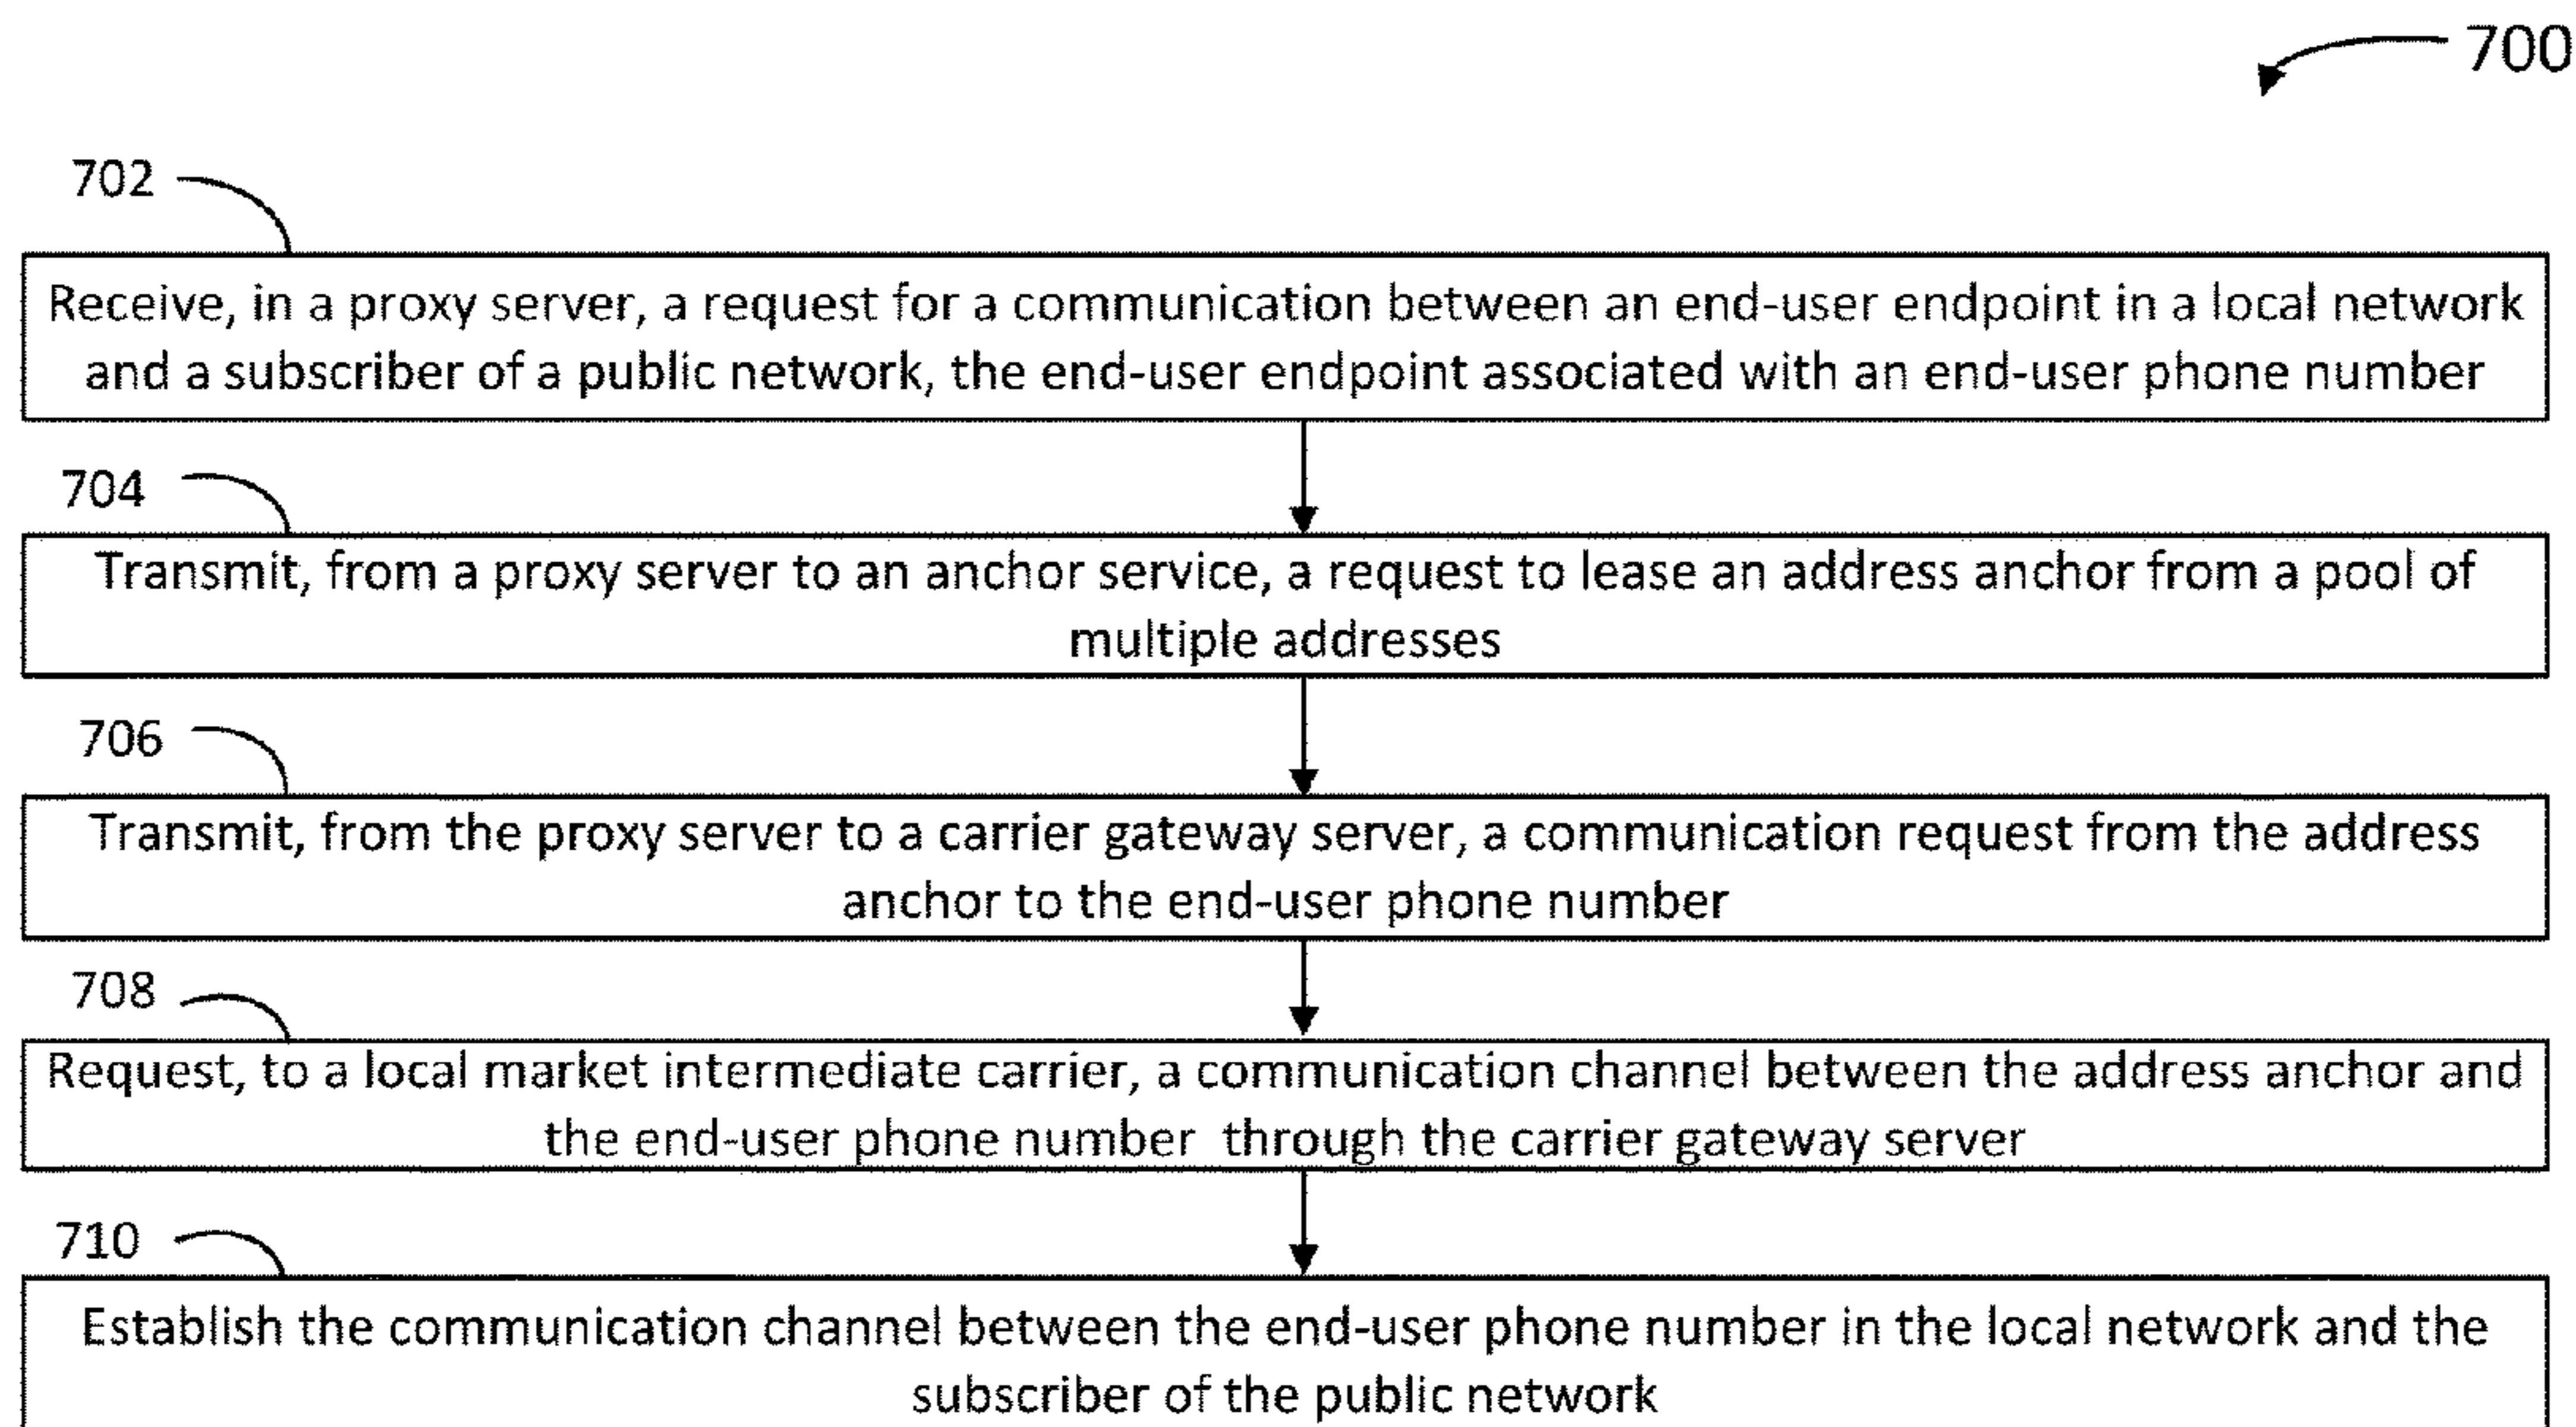 700
702
Receive, in a proxy server, a request for a communication between an end-user endpoint in a local network
and a subscriber of a public network, the end-user endpoint associated with an end-user phone number
704
Transmit, from a proxy server to an anchor service, a request to lease an address anchor from a pool of
multiple addresses
706
Transmit, from the proxy server to a carrier gateway server, a communication request from the address
anchor to the end-user phone number
708
Request, to a local market intermediate carrier, a communication channel between the address anchor and
the end-user phone number through the carrier gateway server
710
Establish the communication channel between the end-user phone number in the local network and the
subscriber of the public network